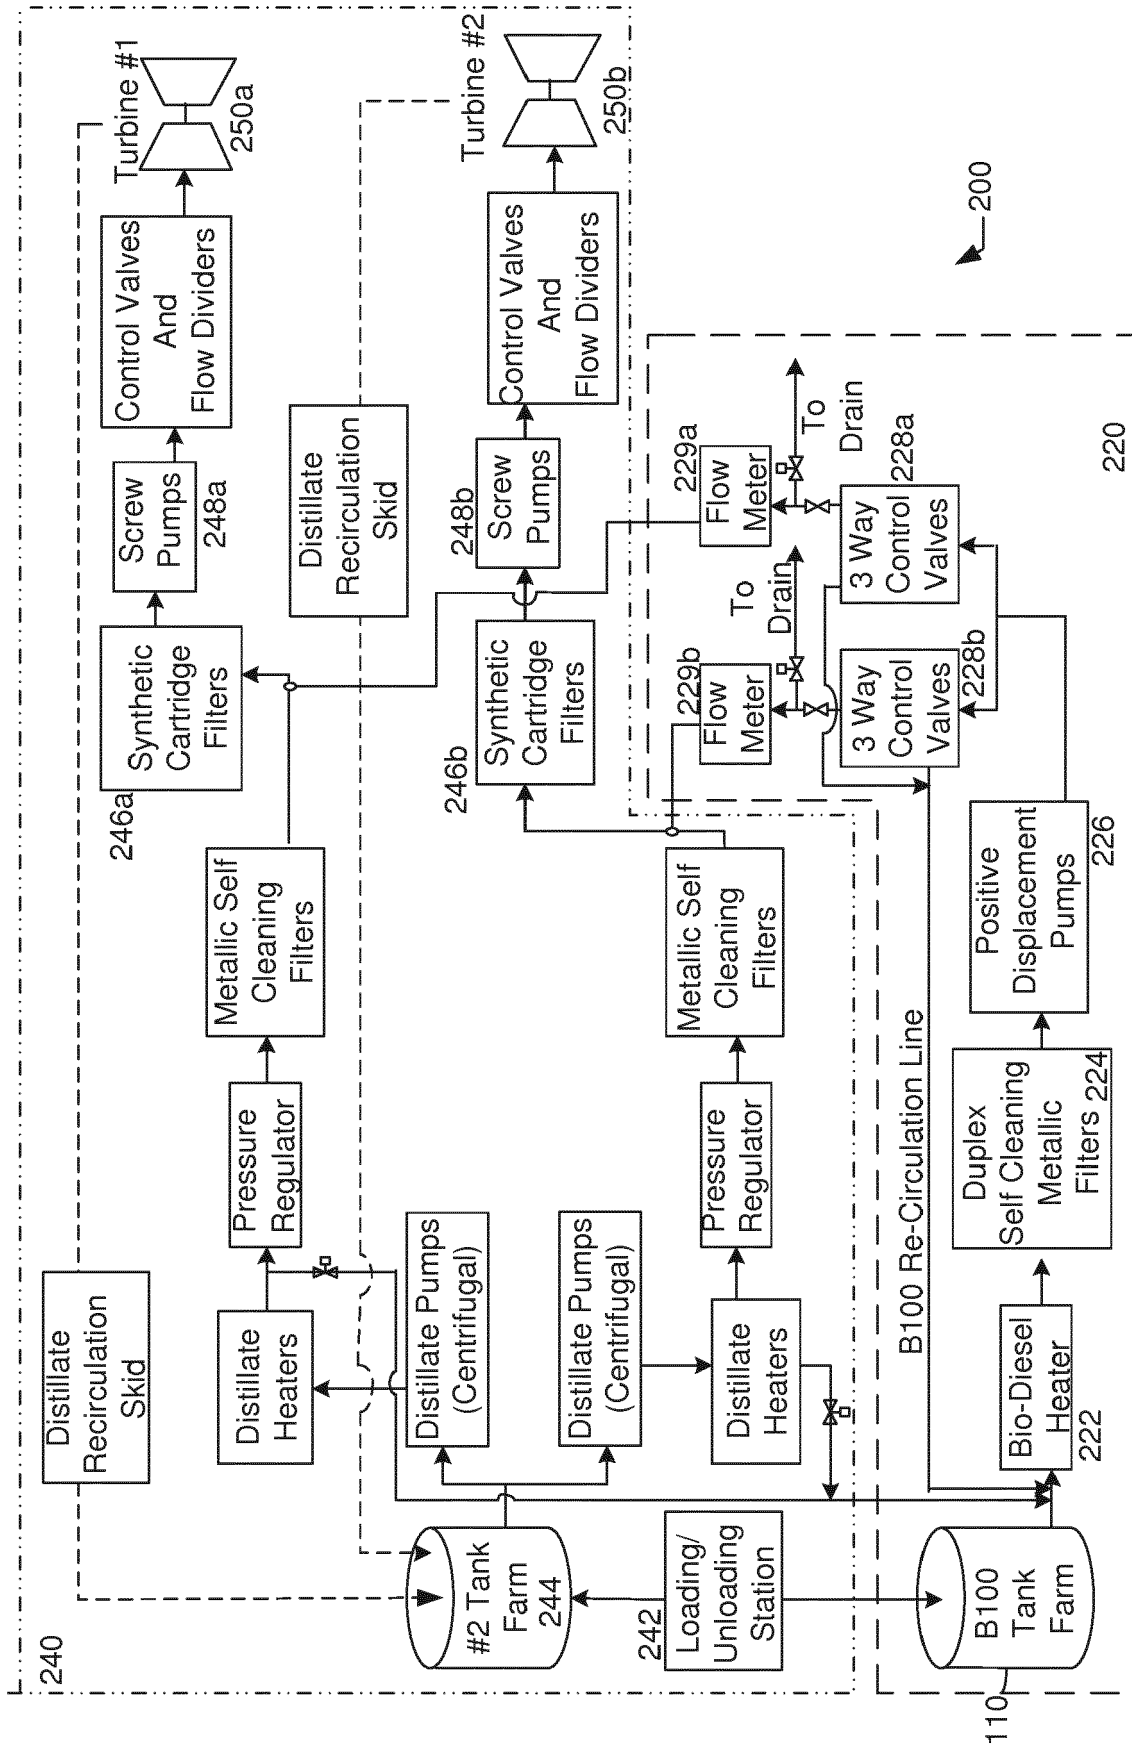 240
Distillate
Recirculation
Skid
Turbine #1
250a
Control Valves
And
Flow Dividers
Screw
Pumps
248a
Synthetic
Cartridge
Filters
246a
Metallic Self
Cleaning
Filters
Pressure
Regulator
Distillate
Heaters
Distillate
Recirculation
Skid
Turbine #2
250b
Control Valves
And
Flow Dividers
248b
Screw
Pumps
Synthetic
Cartridge
Filters
246b
Metallic Self
Cleaning
Filters
Pressure
Regulator
Distillate
Heaters
Distillate Pumps
(Centrifugal)
Distillate Pumps
(Centrifugal)
#2 Tank
Farm
244
242
Loading/
Unloading
Station
B100
Tank
Farm
110
Bio-Diesel
Heater
222
Duplex
Self Cleaning
Metallic
Filters 224
Positive
Displacement
Pumps
226
B100 Re-Circulation Line
229a
Flow
Meter
To
Drain
228a
3 Way
Control
Valves
229b
Flow
Meter
To
Drain
3 Way
Control
Valves
228b
220
200